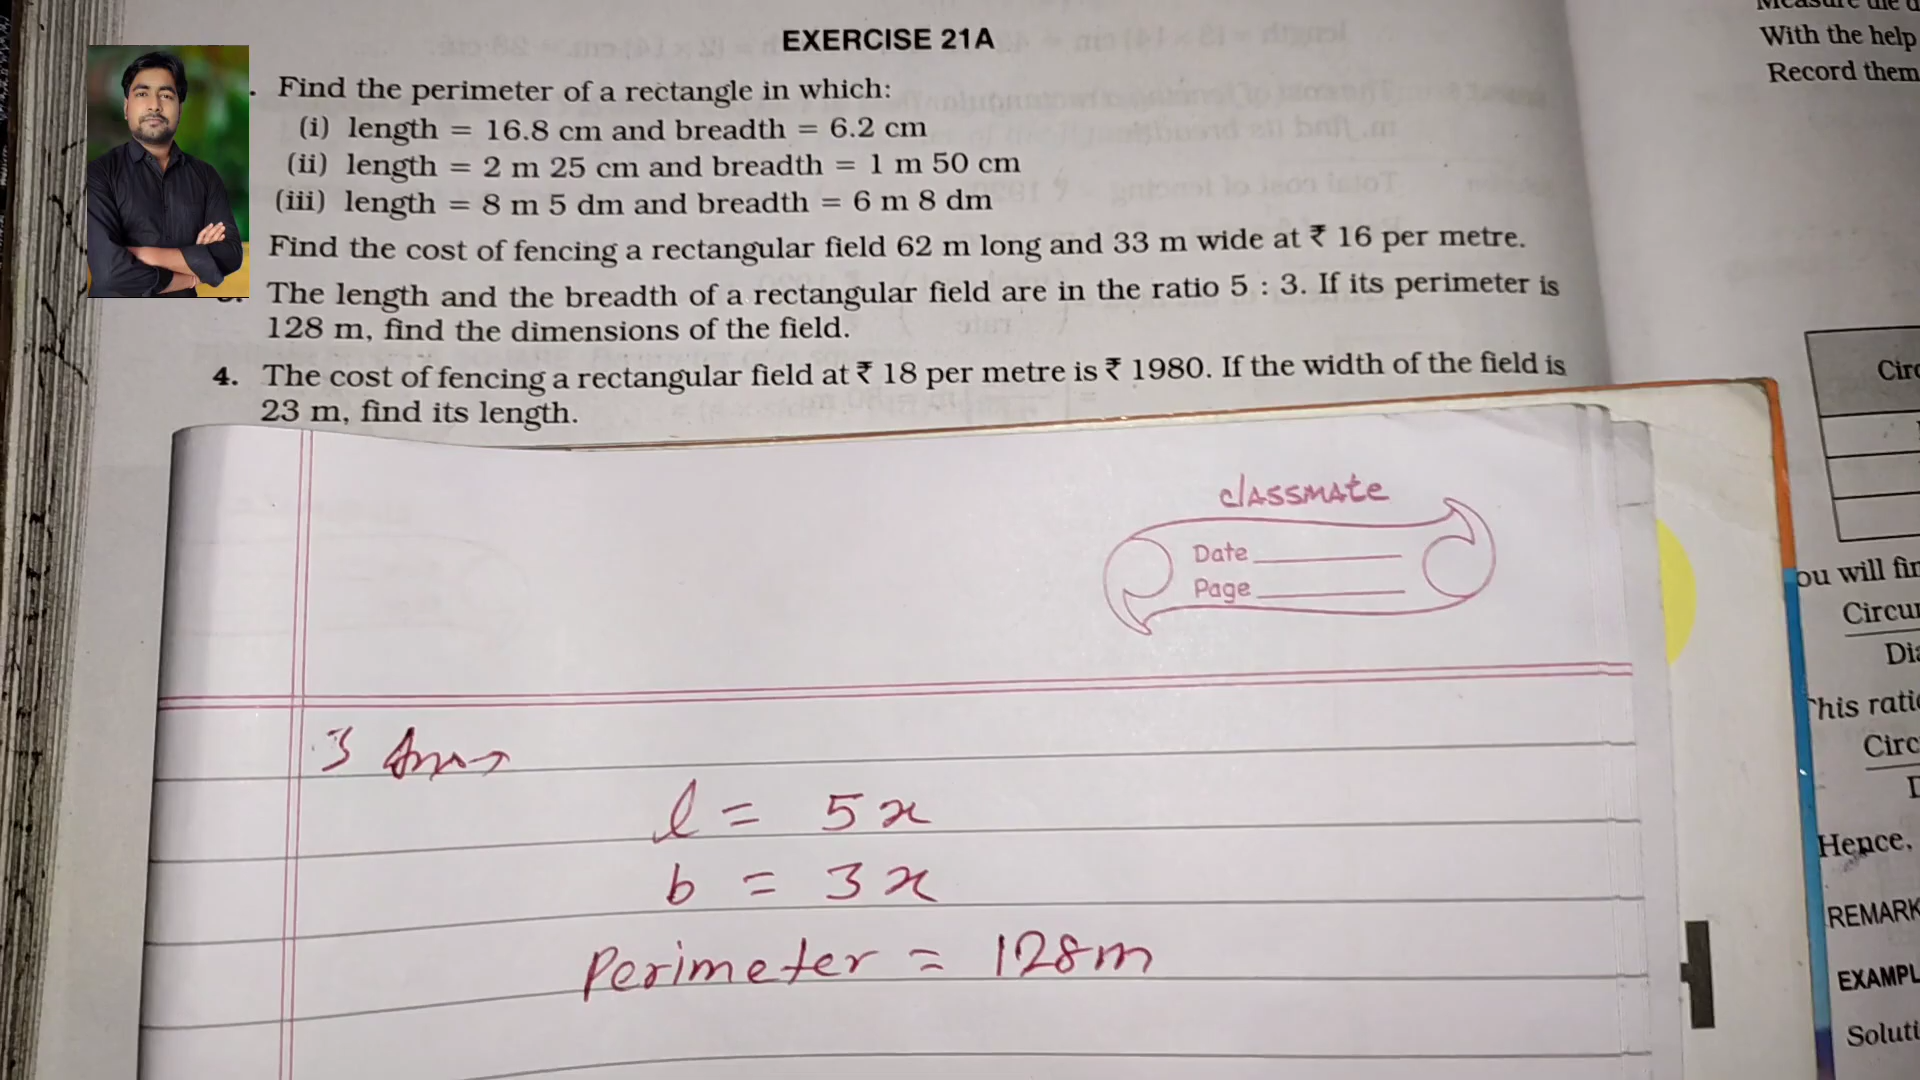 EXERCISE 21A
. Find the perimeter of a rectangle in which:
(i) length = 16.8 cm and breadth = 6.2 cm
(ii) length = 2 m 25 cm and breadth = 1 m 50 cm
(iii) length = 8 m 5 dm and breadth = 6 m 8 dm
Find the cost of fencing a rectangular field 62 m long and 33 m wide at ₹ 16 per metre.
The length and the breadth of a rectangular field are in the ratio 5 : 3. If its perimeter is
128 m, find the dimensions of the field.
4. The cost of fencing a rectangular field at ₹ 18 per metre is ₹ 1980. If the width of the field is
23 m, find its length.
classmate
Date
Page
3 Ans→
l = 5x
b = 3x
Perimeter = 128m
With the help
Record them
Circ
ou will fin
Circu
Dia
This ratio
Circ
D
Hence,
REMARK
EXAMPL
Soluti